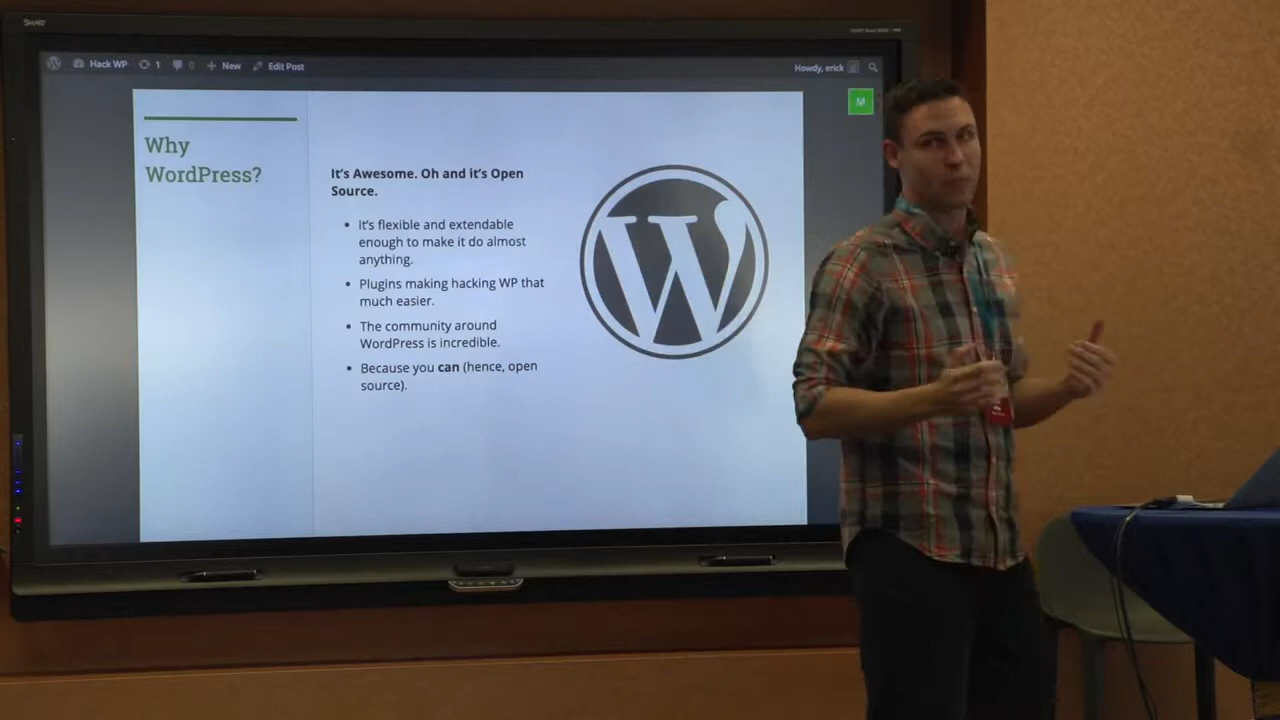 SMART
Hack WP
1
0
New
Edit Post
Howdy, erick
M
Why
WordPress?
It's Awesome. Oh and it's Open
Source.
• It's flexible and extendable
enough to make it do almost
anything.
• Plugins making hacking WP that
much easier.
• The community around
WordPress is incredible.
• Because you can (hence, open
source).
W